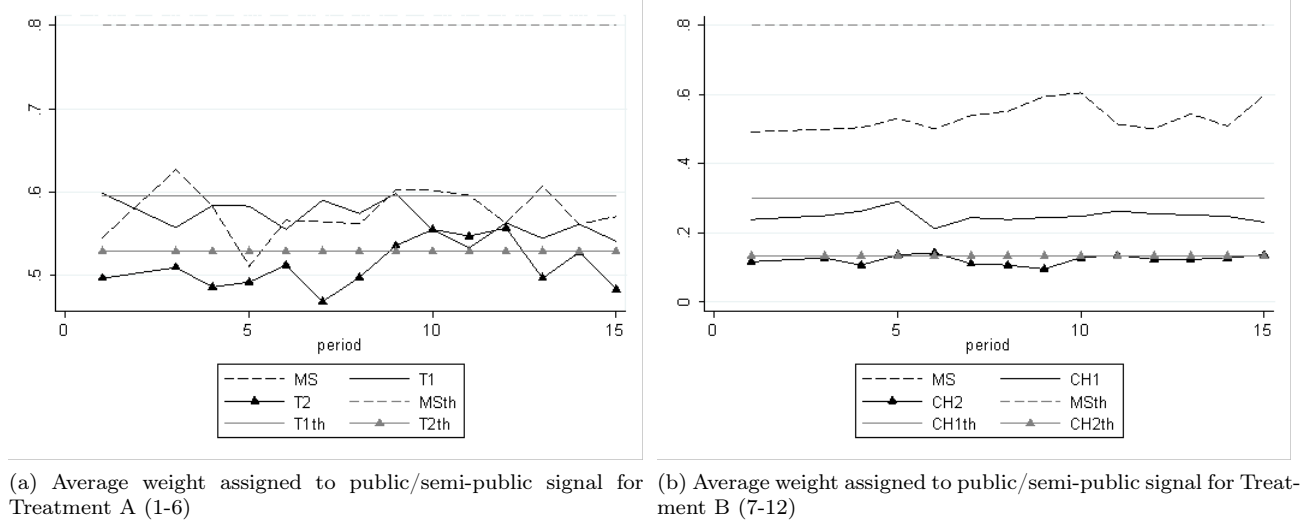 .8
.7
.6
.5
0 5 10 15
period
MS T1
T2 MSth
T1th T2th
(a) Average weight assigned to public/semi-public signal for
Treatment A (1-6)
.8
.6
.4
.2
0
0 5 10 15
period
MS CH1
CH2 MSth
CH1th CH2th
(b) Average weight assigned to public/semi-public signal for Treat-
ment B (7-12)